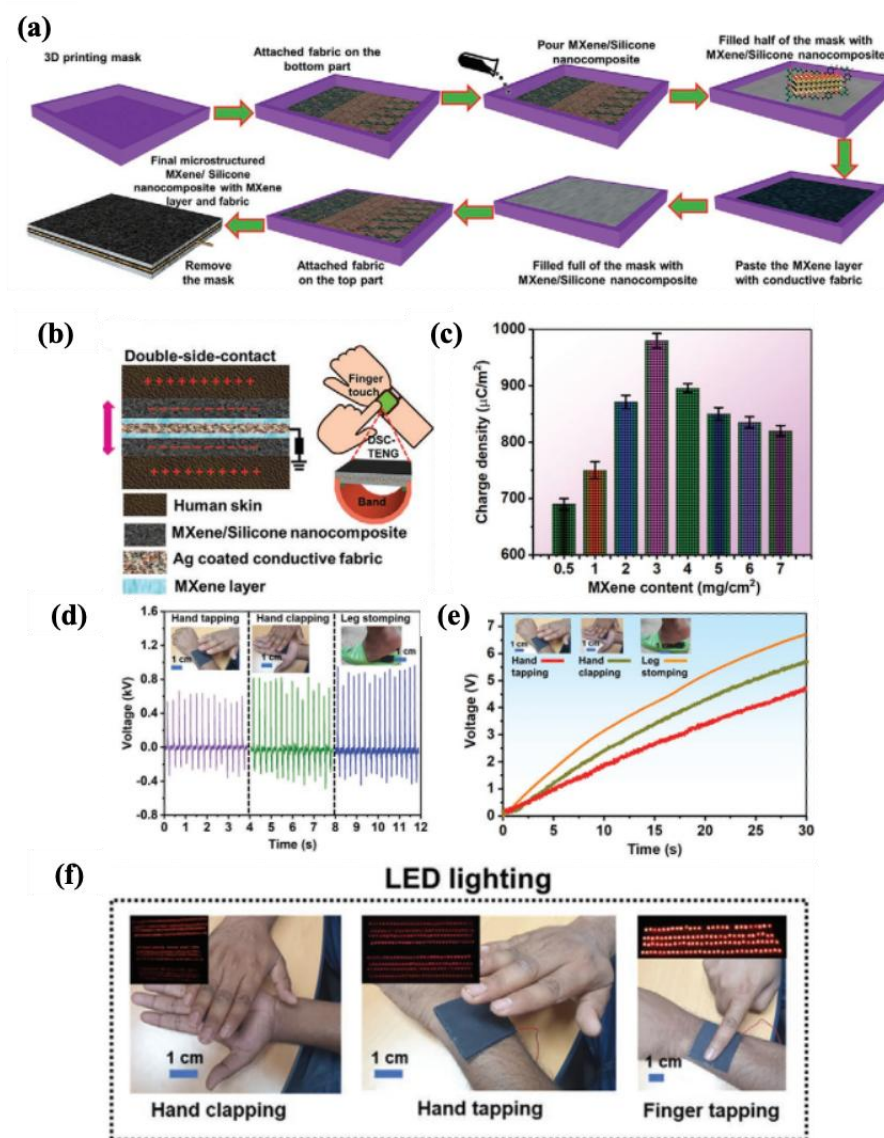 (a)
3D printing mask
Attached fabric on the
bottom part
Pour MXene/Silicone
nanocomposite
Filled half of the mask with
MXene/Silicone nanocomposite
Final microstructured
MXene/ Silicone
nanocomposite with MXene
layer and fabric
Remove
the mask
Attached fabric
on the top part
Filled full of the mask with
MXene/Silicone nanocomposite
Paste the MXene layer
with conductive fabric
(b)
Double-side-contact
Finger
touch
DSC-
TENG
Band
Human skin
MXene/Silicone nanocomposite
Ag coated conductive fabric
MXene layer
(c)
Charge density (μC/m²)
1000
900
800
700
600
0.5 1 2 3 4 5 6 7
MXene content (mg/cm²)
(d)
Voltage (kV)
1.6
1.2
0.8
0.4
0.0
-0.4
-0.8
Hand tapping
Hand clapping
Leg stomping
1 cm
1 cm
1 cm
0 1 2 3 4 5 6 7 8 9 10 11 12
Time (s)
(e)
Voltage (V)
7
6
5
4
3
2
1
0
1 cm
1 cm
1 cm
Hand
tapping
Hand
clapping
Leg
stomping
0 5 10 15 20 25 30
Time (s)
(f)
LED lighting
1 cm
1 cm
1 cm
Hand clapping
Hand tapping
Finger tapping